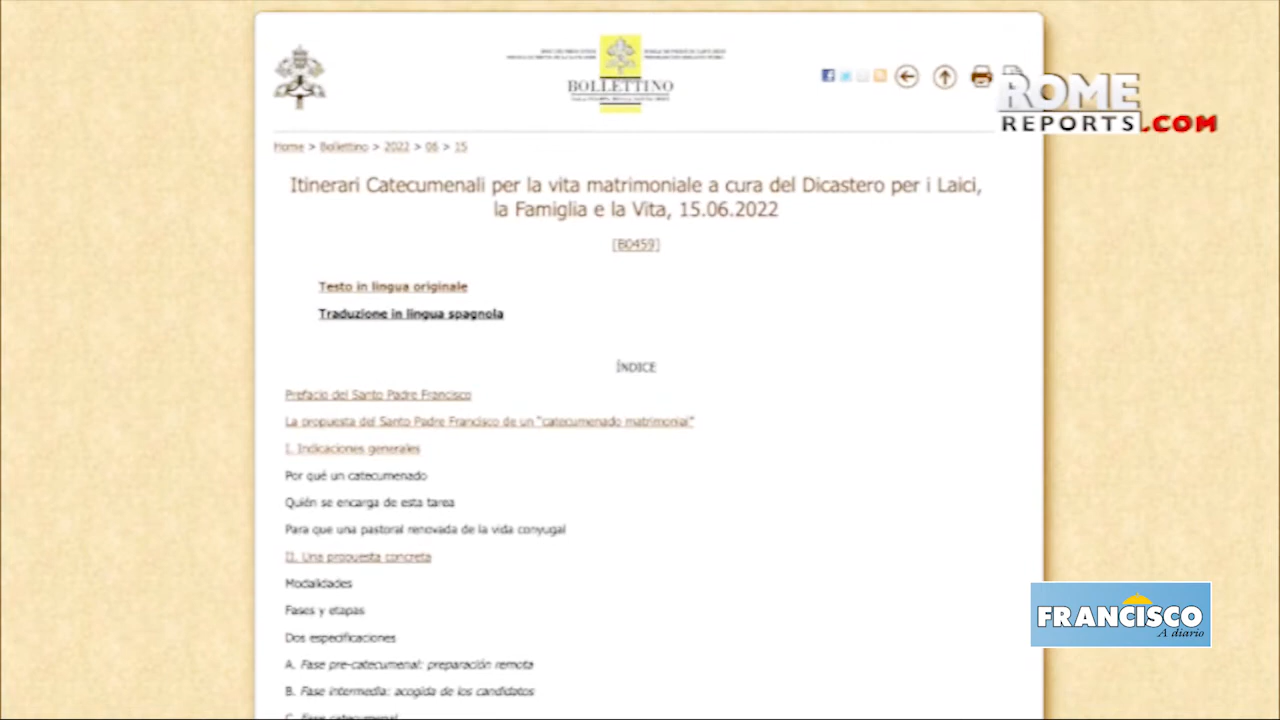 BOLLETTINO
ROME
REPORTS.COM
Home > Bollettino > 2022 > 06 > 15
Itinerari Catecumenali per la vita matrimoniale a cura del Dicastero per i Laici,
la Famiglia e la Vita, 15.06.2022
[B0459]
Testo in lingua originale
Traduzione in lingua spagnola
ÍNDICE
Prefacio del Santo Padre Francisco
La propuesta del Santo Padre Francisco de un "catecumenado matrimonial"
I. Indicaciones generales
Por qué un catecumenado
Quién se encarga de esta tarea
Para que una pastoral renovada de la vida conyugal
II. Una propuesta concreta
Modalidades
Fases y etapas
Dos especificaciones
A. Fase pre-catecumenal: preparación remota
B. Fase intermedia: acogida de los candidatos
C. Fase catecumenal
FRANCISCO
A diario